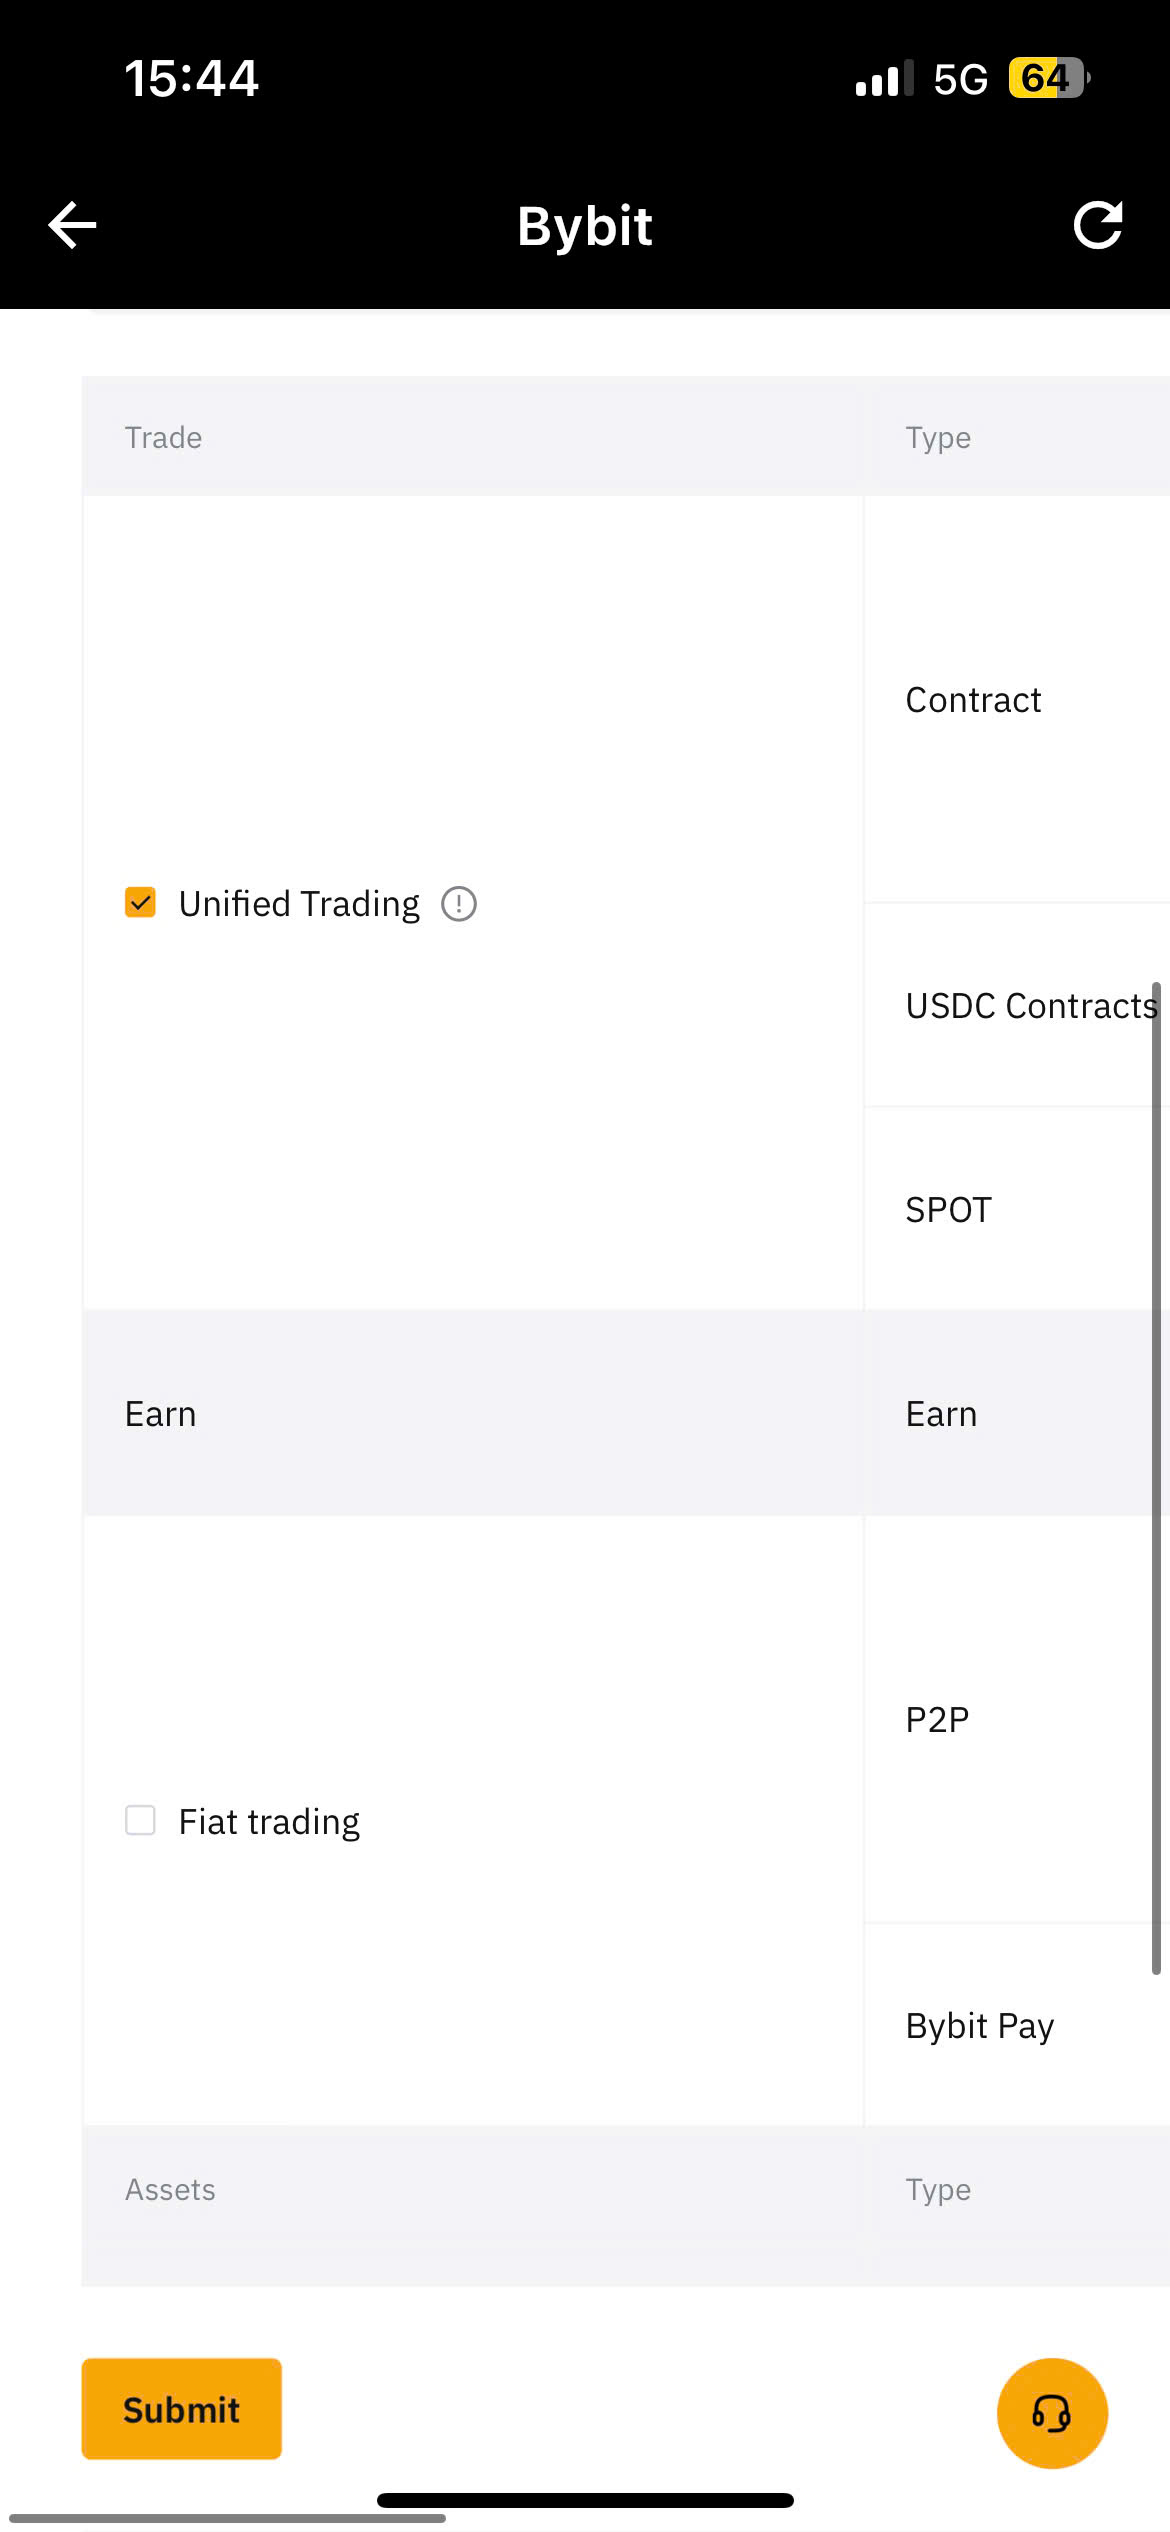 15:44 5G 64
Bybit
Trade Type
Contract
Unified Trading
USDC Contracts
SPOT
Earn Earn
P2P
Fiat trading
Bybit Pay
Assets Type
Submit